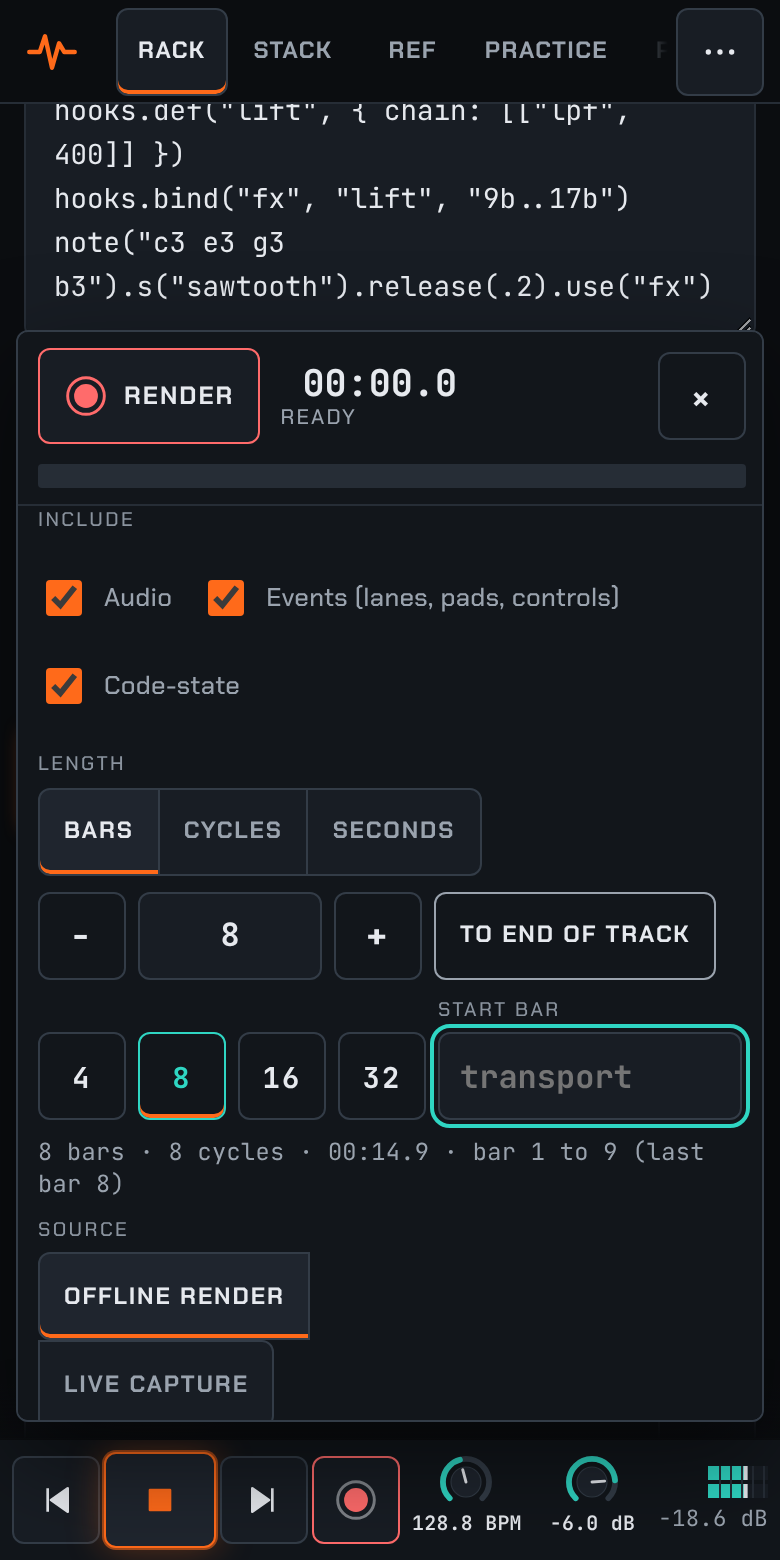 RACK STACK REF PRACTICE ...
hooks.def("lift", { chain: [["lpf",
400]] })
hooks.bind("fx", "lift", "9b..17b")
note("c3 e3 g3
b3").s("sawtooth").release(.2).use("fx")
RENDER 00:00.0 ×
READY
INCLUDE
Audio Events (lanes, pads, controls)
Code-state
LENGTH
BARS CYCLES SECONDS
- 8 + TO END OF TRACK
START BAR
4 8 16 32 transport
8 bars · 8 cycles · 00:14.9 · bar 1 to 9 (last
bar 8)
SOURCE
OFFLINE RENDER
LIVE CAPTURE
128.8 BPM -6.0 dB -18.6 dB